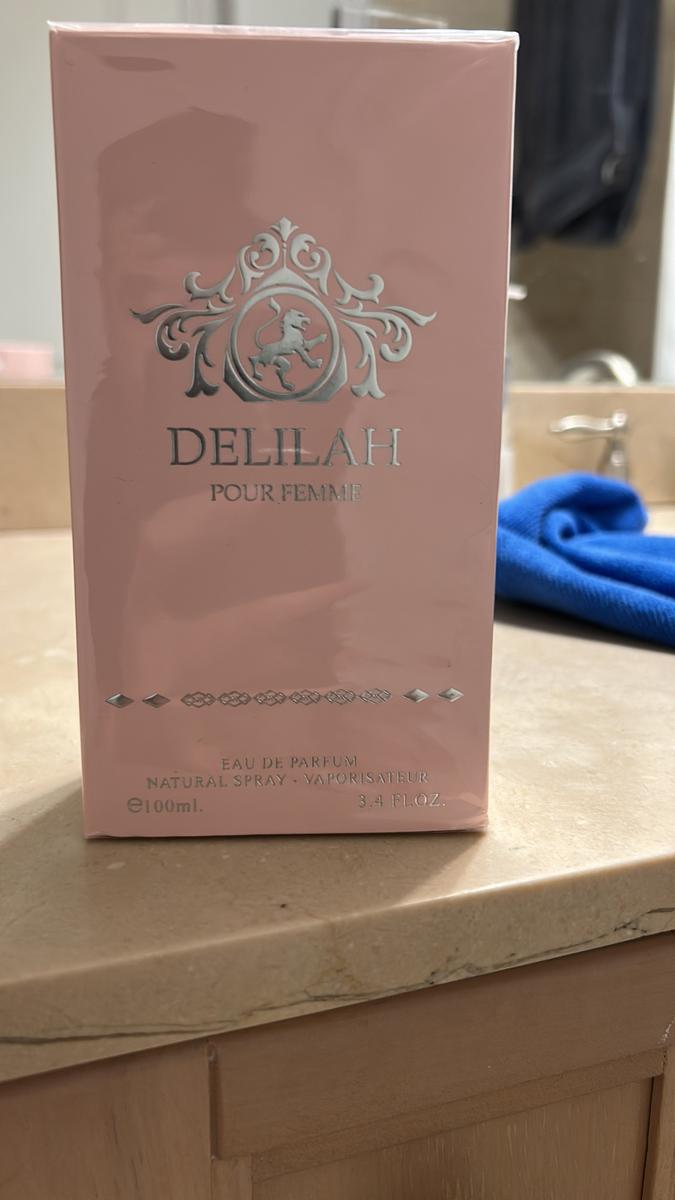 DELILAH
POUR FEMME
EAU DE PARFUM
NATURAL SPRAY - VAPORISATEUR
℮100ml.
3.4 FL.OZ.